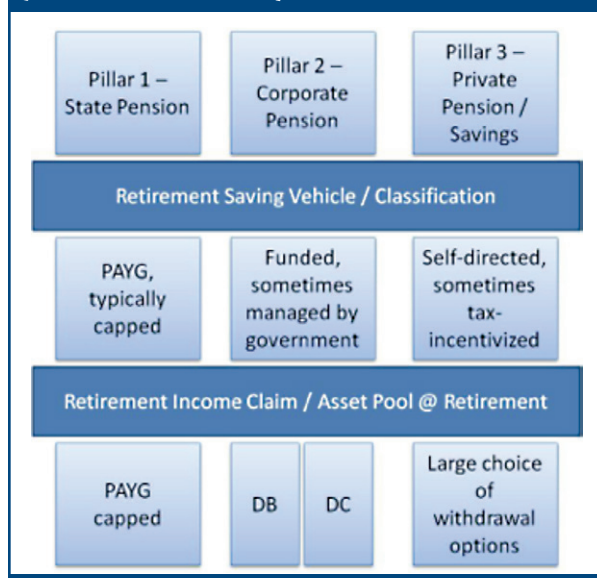 Pillar 1 –
State Pension
Pillar 2 –
Corporate
Pension
Pillar 3 –
Private
Pension /
Savings
Retirement Saving Vehicle / Classification
PAYG,
typically
capped
Funded,
sometimes
managed by
government
Self-directed,
sometimes
tax-
incentivized
Retirement Income Claim / Asset Pool @ Retirement
PAYG
capped
DB
DC
Large choice
of
withdrawal
options